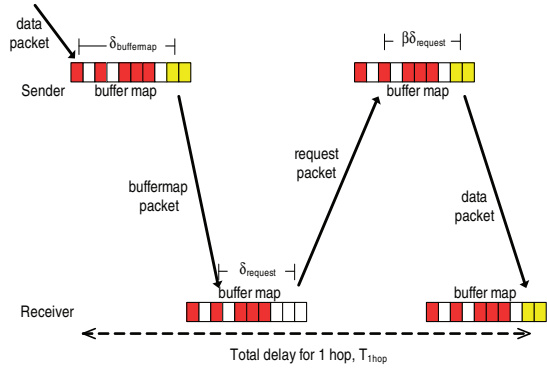 data
packet
δbuffermap
βδrequest
Sender
buffer map
buffer map
buffermap
packet
request
packet
data
packet
δrequest
buffer map
buffer map
Receiver
Total delay for 1 hop, T1hop